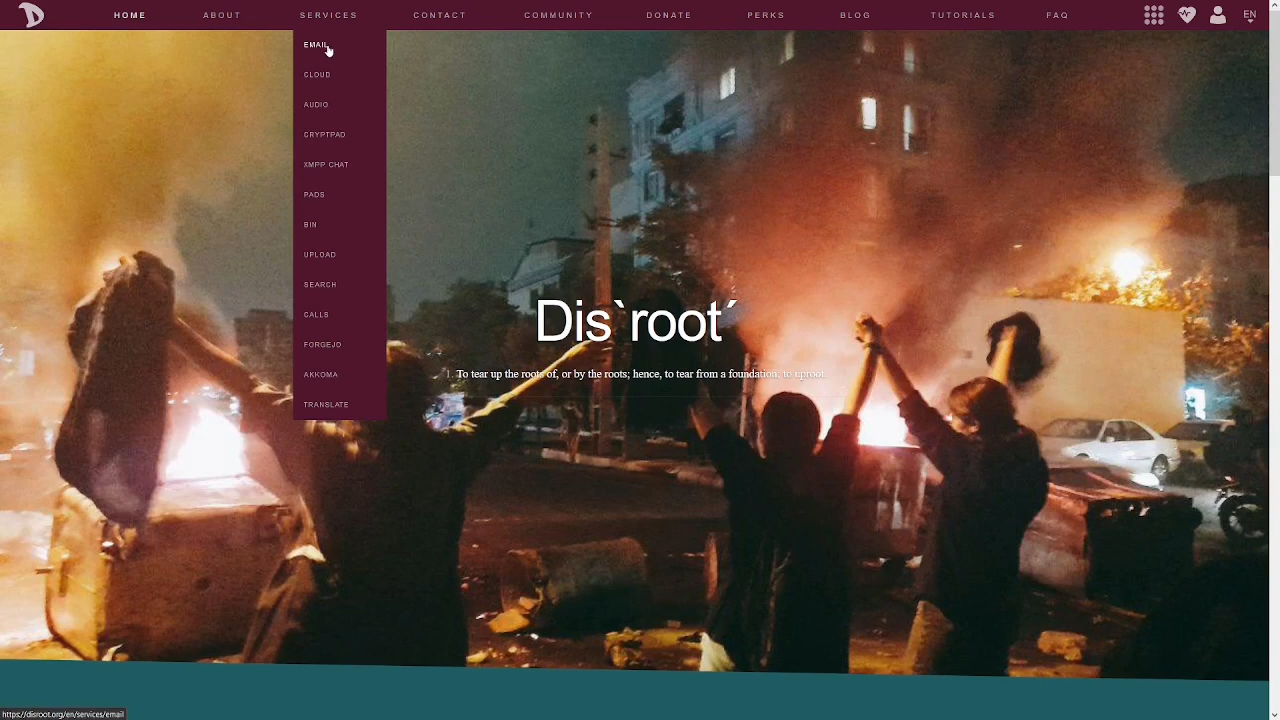 HOME ABOUT SERVICES CONTACT COMMUNITY DONATE PERKS BLOG TUTORIALS FAQ EN
EMAIL
CLOUD
AUDIO
CRYPTPAD
XMPP CHAT
PADS
BIN
UPLOAD
SEARCH
CALLS
FORGEJO
AKKOMA
TRANSLATE
Dis`root´
1. To tear up the roots of, or by the roots; hence, to tear from a foundation; to uproot.
https://disroot.org/en/services/email